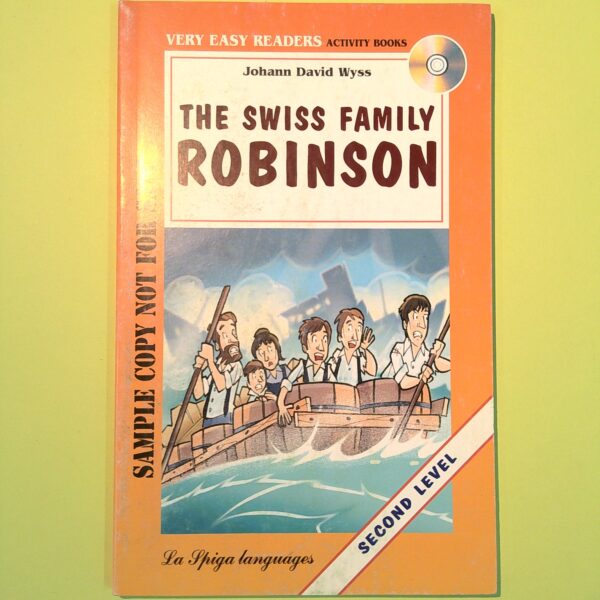 VERY EASY READERS ACTIVITY BOOKS
Johann David Wyss
THE SWISS FAMILY
ROBINSON
SAMPLE COPY NOT FOR
SECOND LEVEL
La Spiga languages